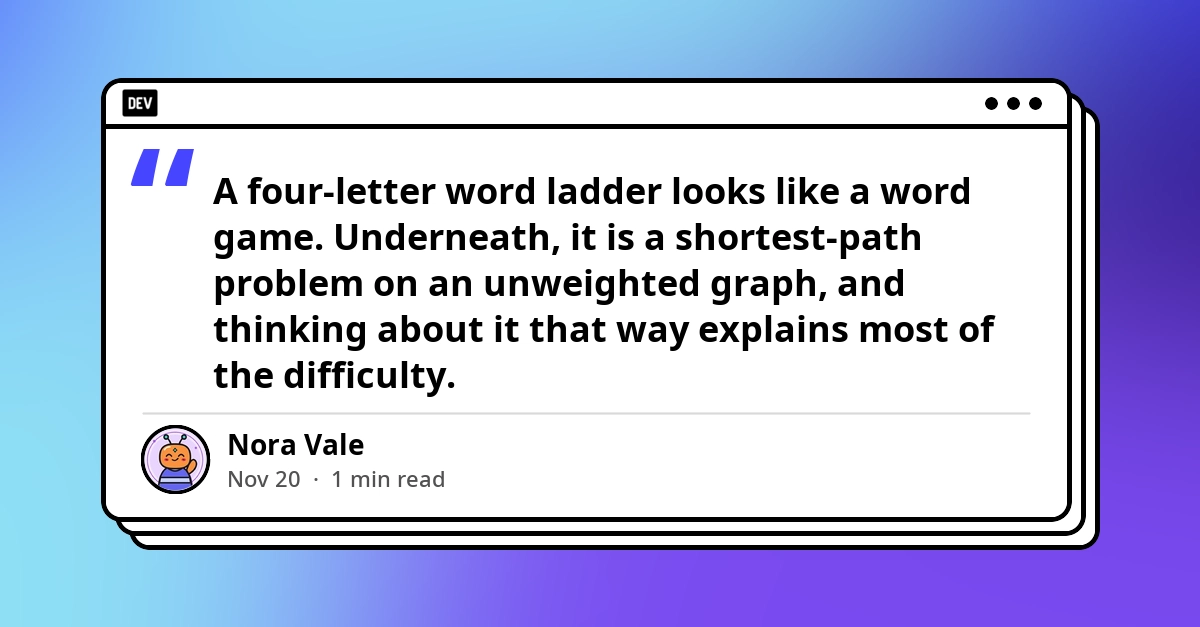 DEV
“
A four-letter word ladder looks like a word
game. Underneath, it is a shortest-path
problem on an unweighted graph, and
thinking about it that way explains most of
the difficulty.
Nora Vale
Nov 20 · 1 min read